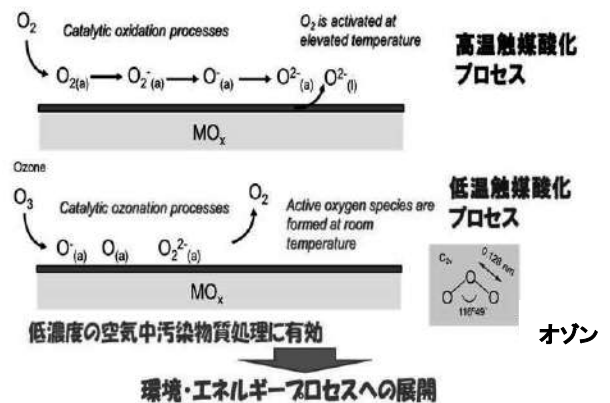 O₂
Catalytic oxidation processes
O₂ is activated at
elevated temperature
高温触媒酸化
プロセス
O₂(a) → O₂⁻(a) → O⁻(a) → O²⁻(a) O²⁻(l)
MOₓ
Ozone
O₃
Catalytic ozonation processes
O₂
Active oxygen species are
formed at room
temperature
低温触媒酸化
プロセス
O⁻(a) O(a) O₂²⁻(a)
MOₓ
C₂ᵥ
0.128 nm
O
O O
116°49'
オゾン
低濃度の空気中汚染物質処理に有効
環境・エネルギープロセスへの展開